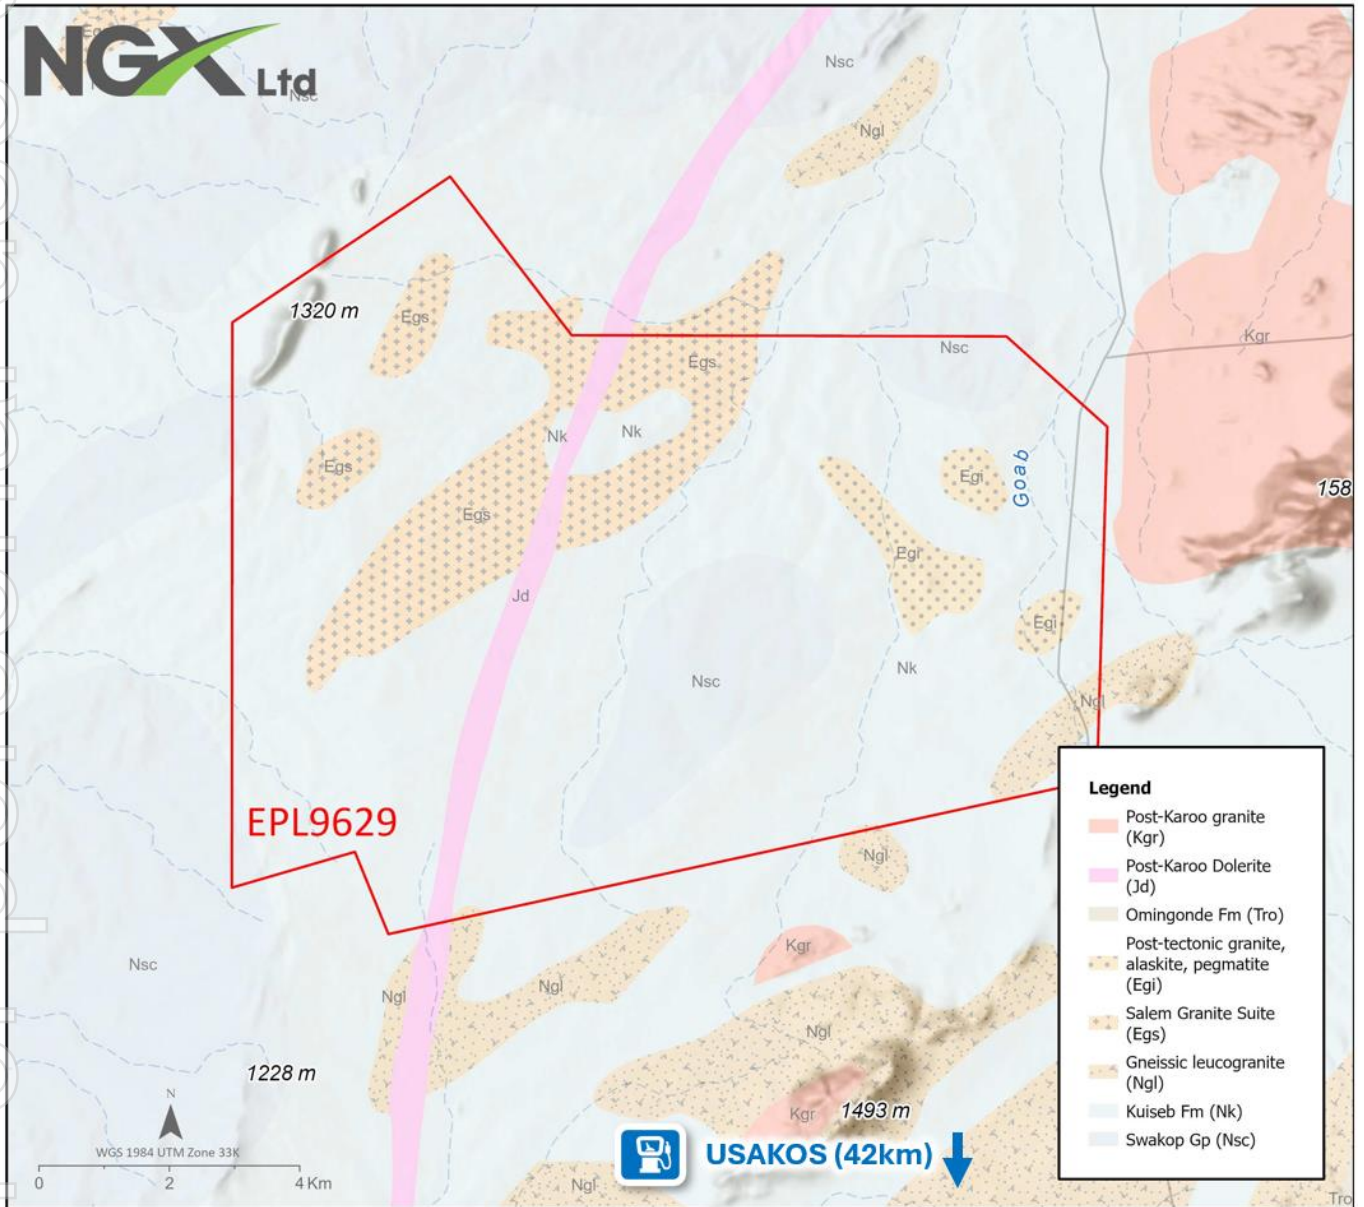 NGX Ltd
Egs
Nsc
Nsc
Ngl
1320 m
Egs
Kgr
Nsc
Egs
Nk
Nk
Egs
Egi
Goab
158
Egs
Egi
Jd
Egi
Nk
Nsc
Ngl
EPL9629
Ngl
Kgr
Nsc
Ngl
Ngl
Ngl
1228 m
Kgr
1493 m
USAKOS (42km)
Ngl
Tro
N
WGS 1984 UTM Zone 33K
0 2 4 Km
Legend
Post-Karoo granite
(Kgr)
Post-Karoo Dolerite
(Jd)
Omingonde Fm (Tro)
Post-tectonic granite,
alaskite, pegmatite
(Egi)
Salem Granite Suite
(Egs)
Gneissic leucogranite
(Ngl)
Kuiseb Fm (Nk)
Swakop Gp (Nsc)